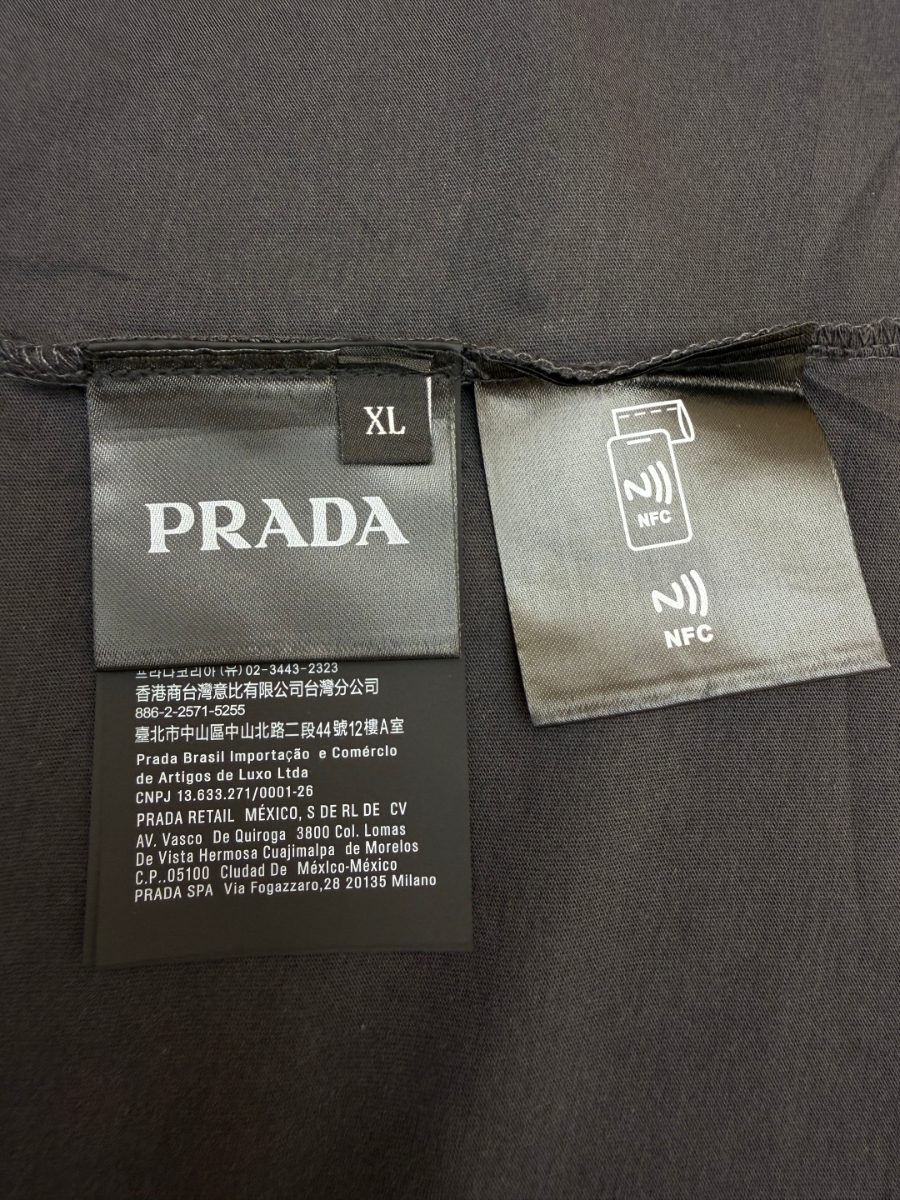 XL
PRADA
프라다코리아 (유) 02-3443-2323
香港商台灣意比有限公司台灣分公司
886-2-2571-5255
臺北市中山區中山北路二段44號12樓A室
Prada Brasil Importação e Comérclo
de Artigos de Luxo Ltda
CNPJ 13.633.271/0001-26
PRADA RETAIL MÉXICO, S DE RL DE CV
AV, Vasco De Quiroga 3800 Col. Lomas
De Vista Hermosa Cuajimalpa de Morelos
C.P..05100 Cludad De Méxlco-México
PRADA SPA Via Fogazzaro,28 20135 Milano
NFC
NFC